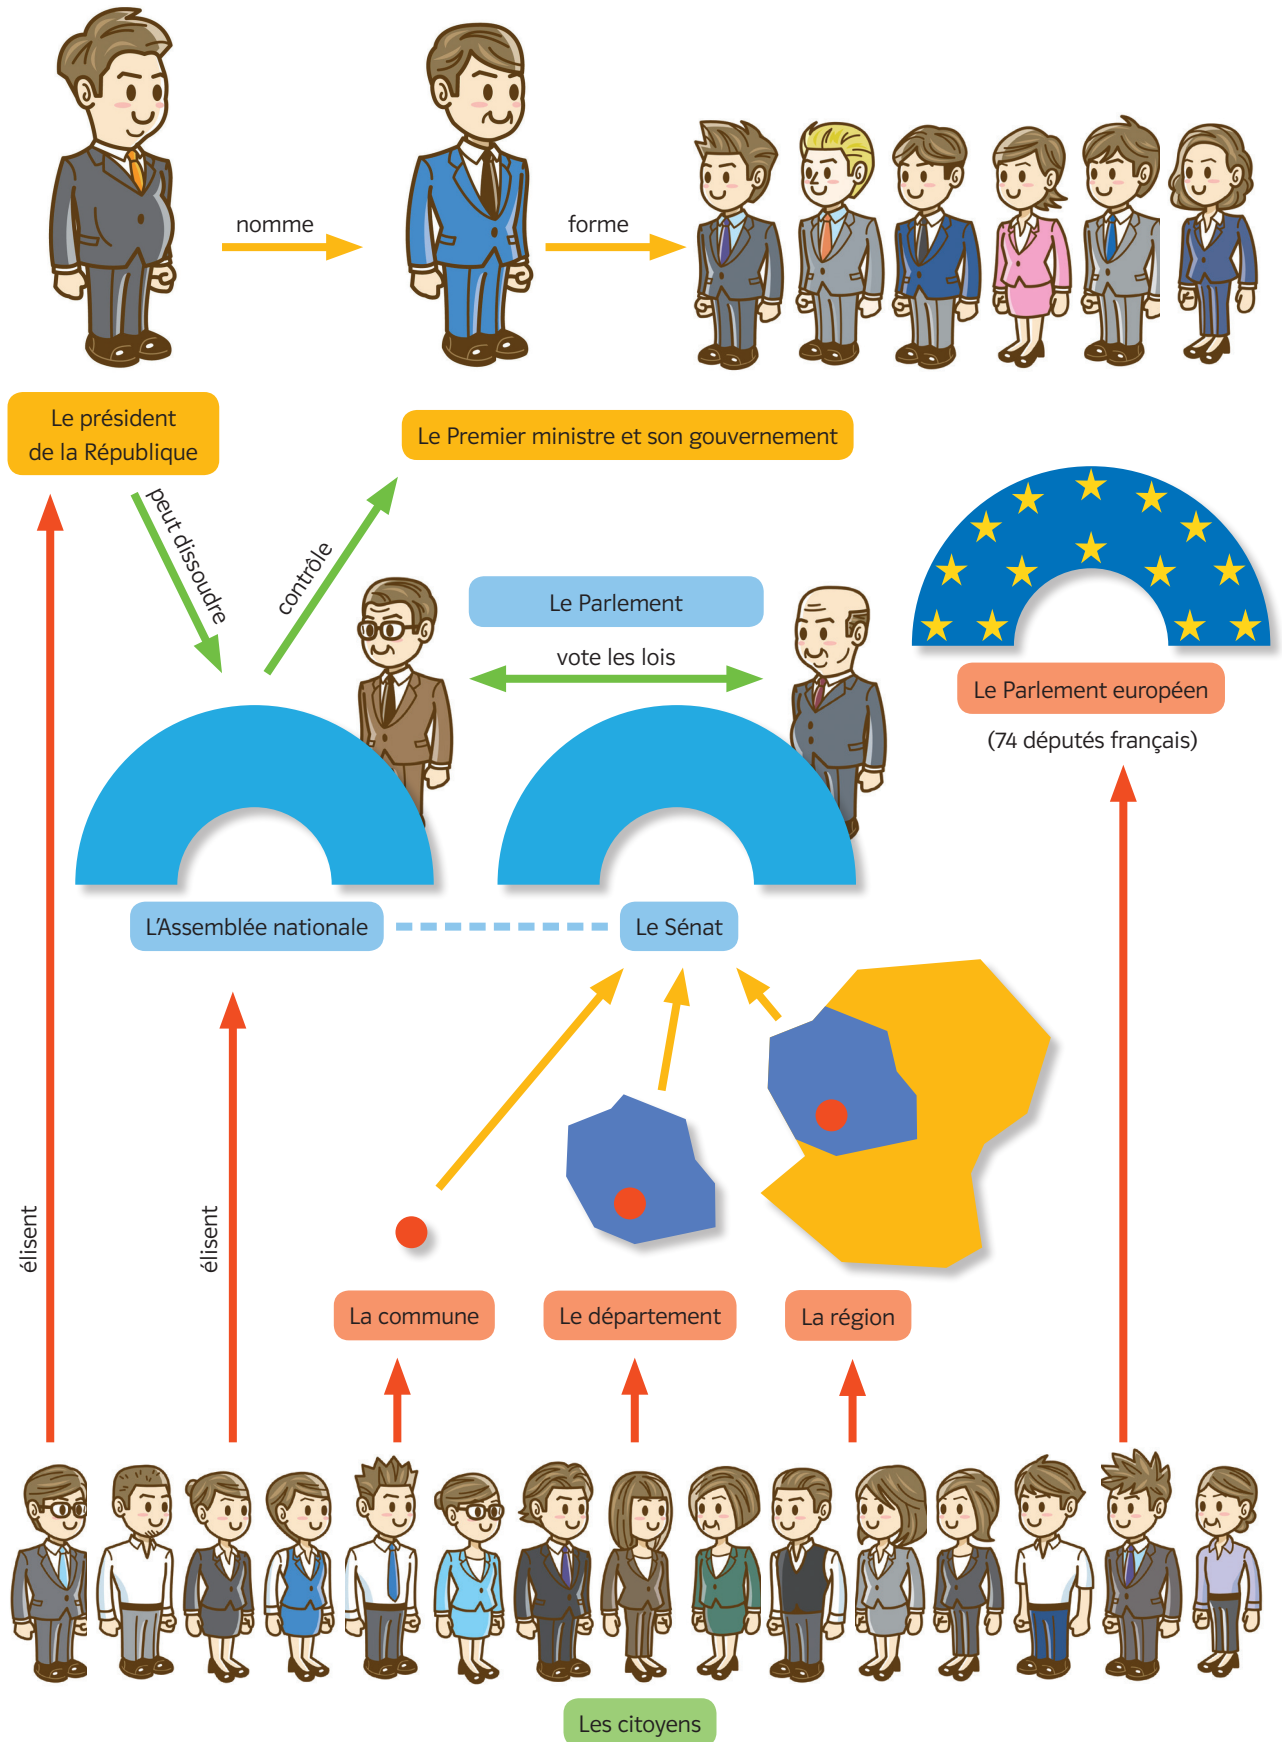 nomme
forme
Le président
de la République
Le Premier ministre et son gouvernement
peut dissoudre
contrôle
Le Parlement
vote les lois
Le Parlement européen
(74 députés français)
L'Assemblée nationale
Le Sénat
élisent
élisent
La commune
Le département
La région
Les citoyens